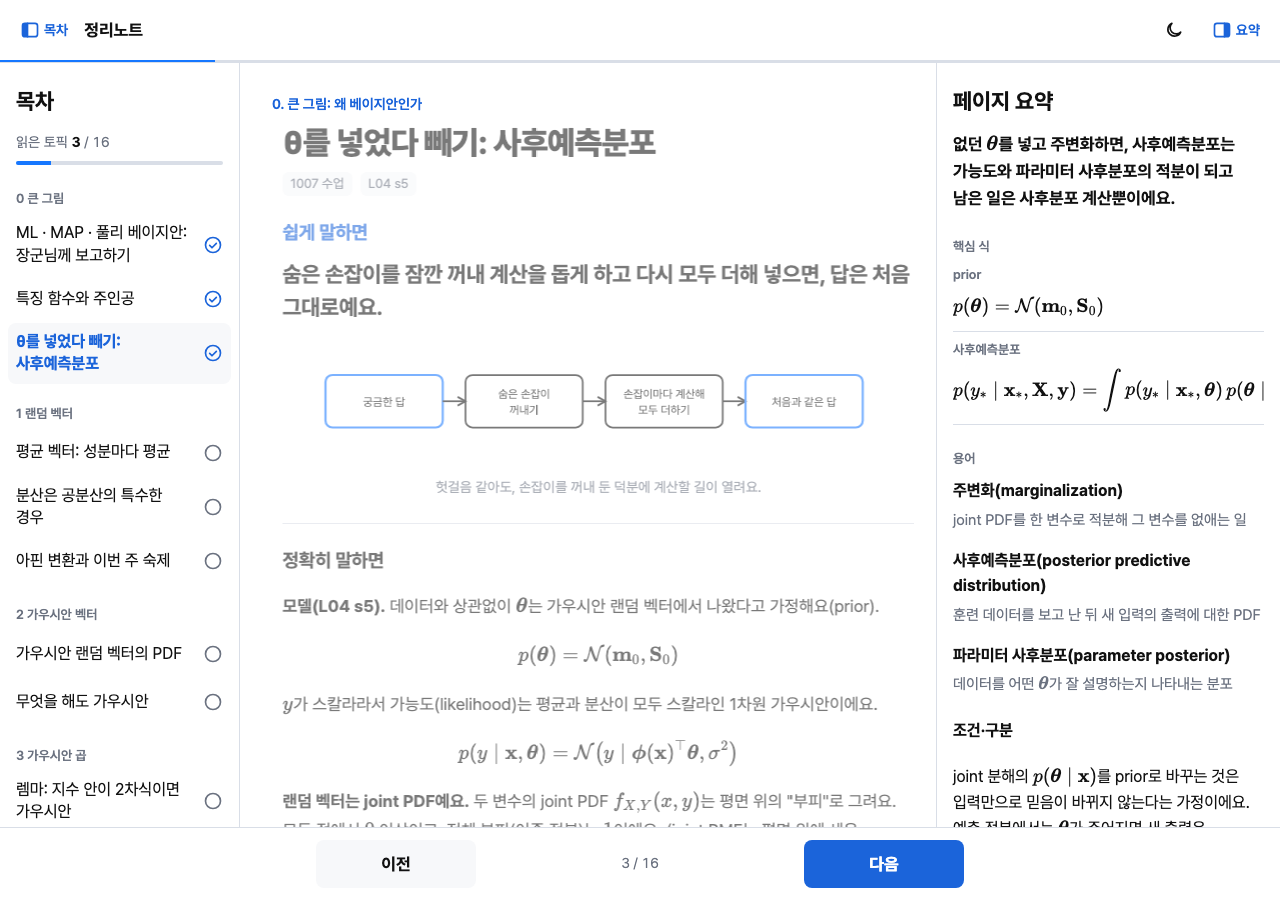 목차
정리노트
요약
목차
읽은 토픽 3 / 16
0 큰 그림
ML · MAP · 풀리 베이지안:
장군님께 보고하기
특징 함수와 주인공
θ를 넣었다 빼기:
사후예측분포
1 랜덤 벡터
평균 벡터: 성분마다 평균
분산은 공분산의 특수한
경우
아핀 변환과 이번 주 숙제
2 가우시안 벡터
가우시안 랜덤 벡터의 PDF
무엇을 해도 가우시안
3 가우시안 곱
렘마: 지수 안이 2차식이면
가우시안
0. 큰 그림: 왜 베이지안인가
θ를 넣었다 빼기: 사후예측분포
1007 수업
L04 s5
쉽게 말하면
숨은 손잡이를 잠깐 꺼내 계산을 돕게 하고 다시 모두 더해 넣으면, 답은 처음
그대로예요.
궁금한 답
숨은 손잡이
꺼내기
손잡이마다 계산해
모두 더하기
처음과 같은 답
헛걸음 같아도, 손잡이를 꺼내 둔 덕분에 계산할 길이 열려요.
정확히 말하면
모델(L04 s5). 데이터와 상관없이 θ는 가우시안 랜덤 벡터에서 나왔다고 가정해요(prior).
p(θ) = 𝒩(m₀, S₀)
y가 스칼라라서 가능도(likelihood)는 평균과 분산이 모두 스칼라인 1차원 가우시안이에요.
p(y | x, θ) = 𝒩(y | ϕ(x)⊤θ, σ²)
랜덤 벡터는 joint PDF예요. 두 변수의 joint PDF f_{X,Y}(x, y)는 평면 위의 "부피"로 그려요.
페이지 요약
없던 θ를 넣고 주변화하면, 사후예측분포는
가능도와 파라미터 사후분포의 적분이 되고
남은 일은 사후분포 계산뿐이에요.
핵심 식
prior
p(θ) = 𝒩(m₀, S₀)
사후예측분포
p(y* | x*, X, y) = ∫ p(y* | x*, θ) p(θ |
용어
주변화(marginalization)
joint PDF를 한 변수로 적분해 그 변수를 없애는 일
사후예측분포(posterior predictive
distribution)
훈련 데이터를 보고 난 뒤 새 입력의 출력에 대한 PDF
파라미터 사후분포(parameter posterior)
데이터를 어떤 θ가 잘 설명하는지 나타내는 분포
조건·구분
joint 분해의 p(θ | x)를 prior로 바꾸는 것은
입력만으로 믿음이 바뀌지 않는다는 가정이에요.
이전
3 / 16
다음